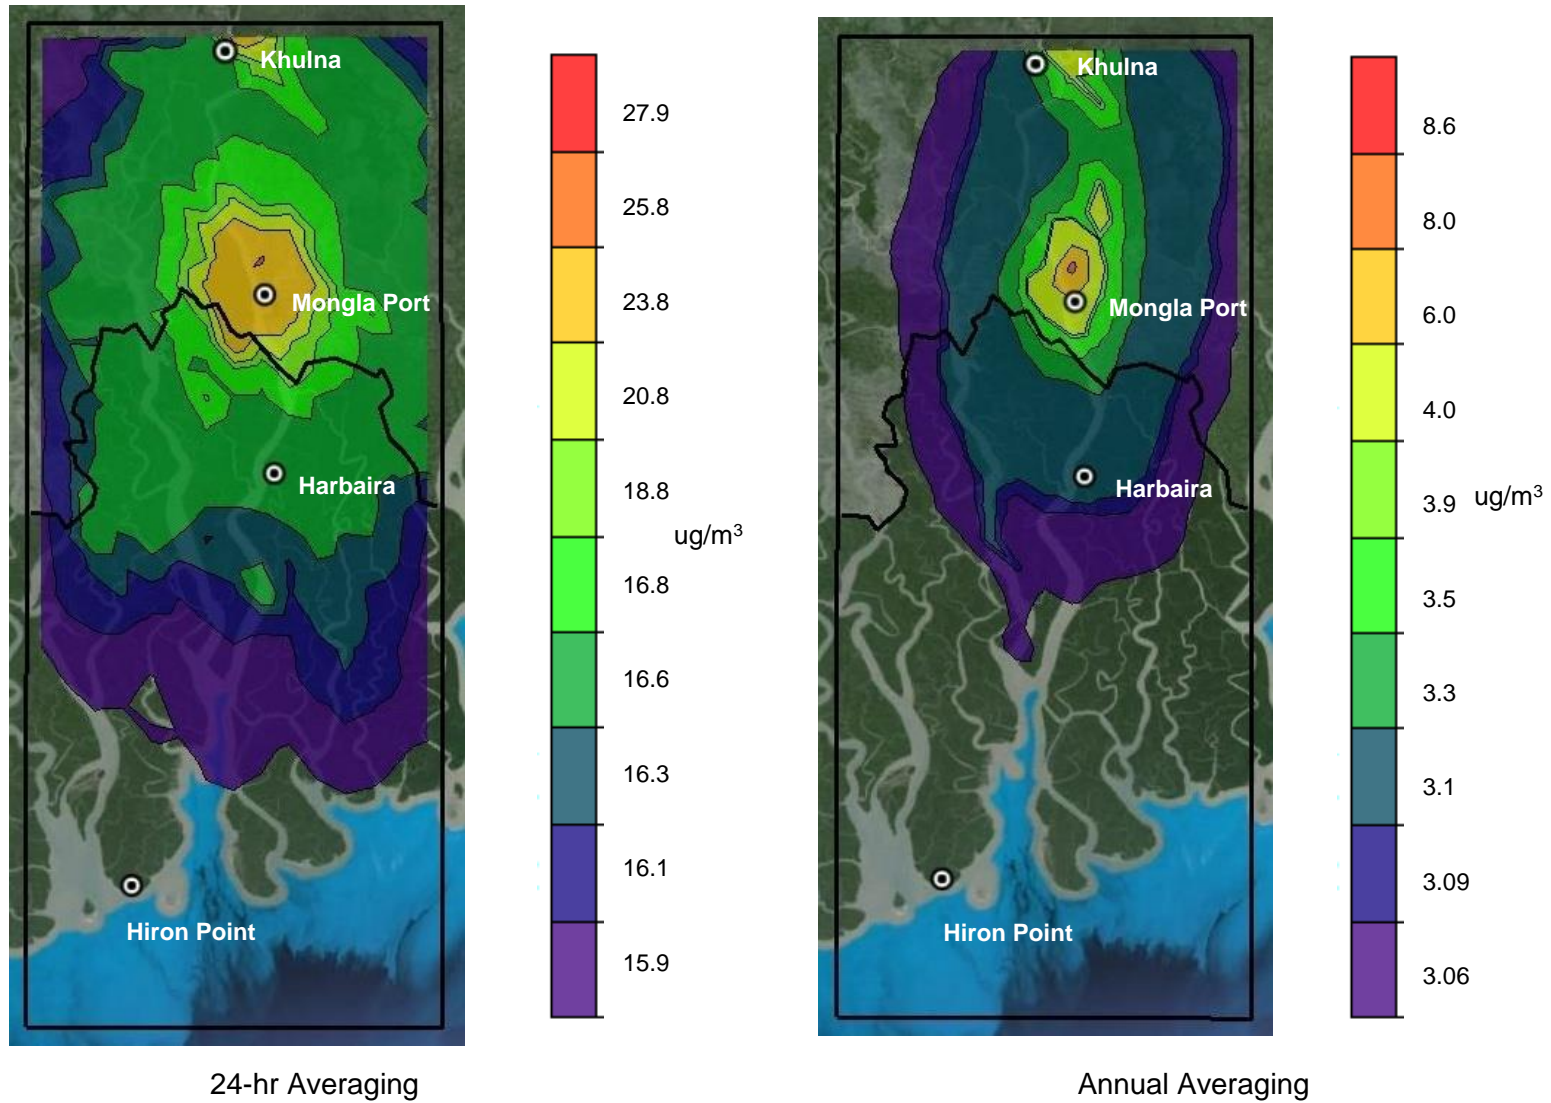 Khulna
Mongla Port
Harbaira
Hiron Point
27.9
25.8
23.8
20.8
18.8
16.8
16.6
16.3
16.1
15.9
ug/m³
24-hr Averaging
Khulna
Mongla Port
Harbaira
Hiron Point
8.6
8.0
6.0
4.0
3.9
3.5
3.3
3.1
3.09
3.06
ug/m³
Annual Averaging